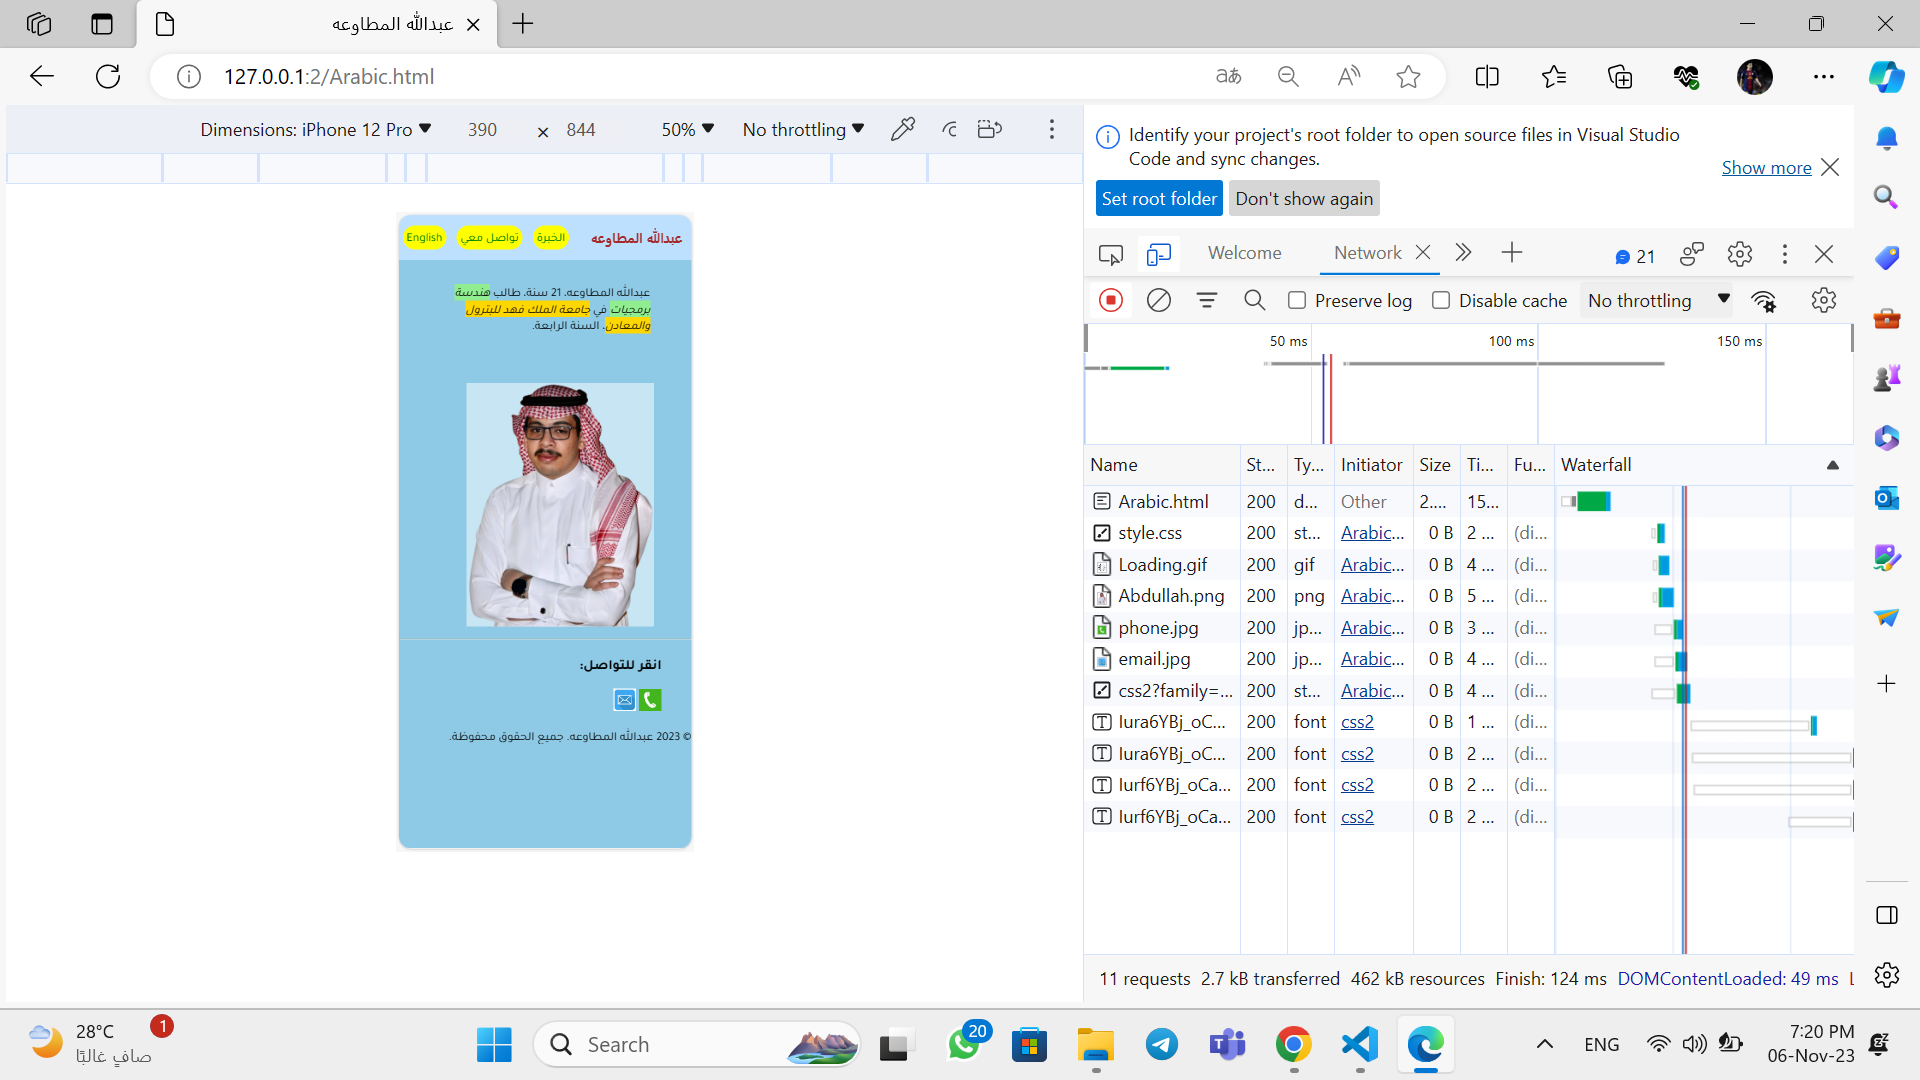 عبدالله المطاوعه
127.0.0.1:2/Arabic.html
Dimensions: iPhone 12 Pro
390 × 844
50%
No throttling
Identify your project's root folder to open source files in Visual Studio
Code and sync changes.
Show more
Set root folder
Don't show again
عبدالله المطاوعه
الخبرة
تواصل معي
English
عبدالله المطاوعه، 21 سنة، طالب هندسة
برمجيات في جامعة الملك فهد للبترول
والمعادن، السنة الرابعة.
انقر للتواصل:
© 2023 عبدالله المطاوعه. جميع الحقوق محفوظة.
Welcome
Network
21
Preserve log
Disable cache
No throttling
50 ms
100 ms
150 ms
Name St... Ty... Initiator Size Ti... Fu... Waterfall
Arabic.html 200 d... Other 2.... 15...
style.css 200 st... Arabic... 0 B 2 ... (di...
Loading.gif 200 gif Arabic... 0 B 4 ... (di...
Abdullah.png 200 png Arabic... 0 B 5 ... (di...
phone.jpg 200 jp... Arabic... 0 B 3 ... (di...
email.jpg 200 jp... Arabic... 0 B 4 ... (di...
css2?family=... 200 st... Arabic... 0 B 4 ... (di...
Iura6YBj_oC... 200 font css2 0 B 1 ... (di...
Iura6YBj_oC... 200 font css2 0 B 2 ... (di...
Iurf6YBj_oCa... 200 font css2 0 B 2 ... (di...
Iurf6YBj_oCa... 200 font css2 0 B 2 ... (di...
11 requests 2.7 kB transferred 462 kB resources Finish: 124 ms DOMContentLoaded: 49 ms L
28°C
صافٍ غالبًا
1
Search
20
ENG
7:20 PM
06-Nov-23